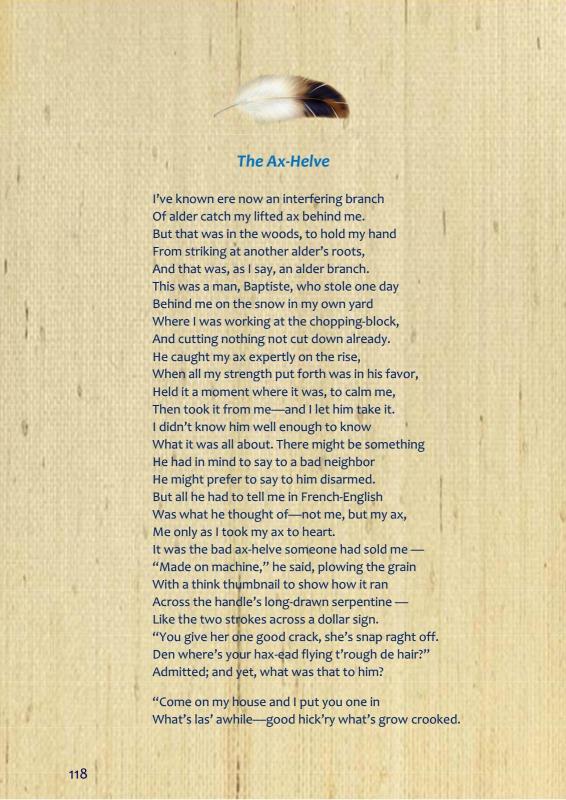 The Ax-Helve
I've known ere now an interfering branch
Of alder catch my lifted ax behind me.
But that was in the woods, to hold my hand
From striking at another alder's roots,
And that was, as I say, an alder branch.
This was a man, Baptiste, who stole one day
Behind me on the snow in my own yard
Where I was working at the chopping-block,
And cutting nothing not cut down already.
He caught my ax expertly on the rise,
When all my strength put forth was in his favor,
Held it a moment where it was, to calm me,
Then took it from me—and I let him take it.
I didn't know him well enough to know
What it was all about. There might be something
He had in mind to say to a bad neighbor
He might prefer to say to him disarmed.
But all he had to tell me in French-English
Was what he thought of—not me, but my ax,
Me only as I took my ax to heart.
It was the bad ax-helve someone had sold me —
“Made on machine,” he said, plowing the grain
With a think thumbnail to show how it ran
Across the handle's long-drawn serpentine —
Like the two strokes across a dollar sign.
“You give her one good crack, she's snap raght off.
Den where's your hax-ead flying t'rough de hair?”
Admitted; and yet, what was that to him?
“Come on my house and I put you one in
What's las' awhile—good hick'ry what's grow crooked.
118